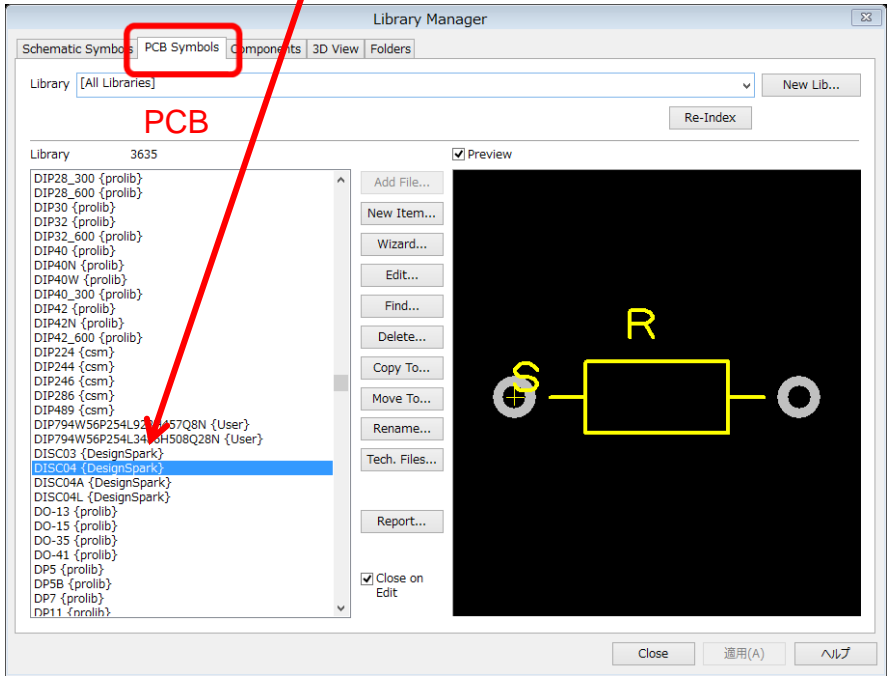 Library Manager
Schematic Symbols PCB Symbols Components 3D View Folders
Library [All Libraries] New Lib...
PCB
Re-Index
Library 3635 Preview
DIP28_300 {prolib}
DIP28_600 {prolib}
DIP30 {prolib}
DIP32 {prolib}
DIP32_600 {prolib}
DIP40 {prolib}
DIP40N {prolib}
DIP40W {prolib}
DIP40_300 {prolib}
DIP42 {prolib}
DIP42N {prolib}
DIP42_600 {prolib}
DIP224 {csm}
DIP244 {csm}
DIP246 {csm}
DIP286 {csm}
DIP489 {csm}
{User}
{User}
DISC03 {DesignSpark}
DISC04 {DesignSpark}
DISC04A {DesignSpark}
DISC04L {DesignSpark}
DO-13 {prolib}
DO-15 {prolib}
DO-35 {prolib}
DO-41 {prolib}
DP5 {prolib}
DP5B {prolib}
DP7 {prolib}
DP11 {prolib}
Add File...
New Item...
Wizard...
Edit...
Find...
Delete...
Copy To...
Move To...
Rename...
Tech. Files...
Report...
Close on
Edit
R
S
Close 適用(A) ヘルプ